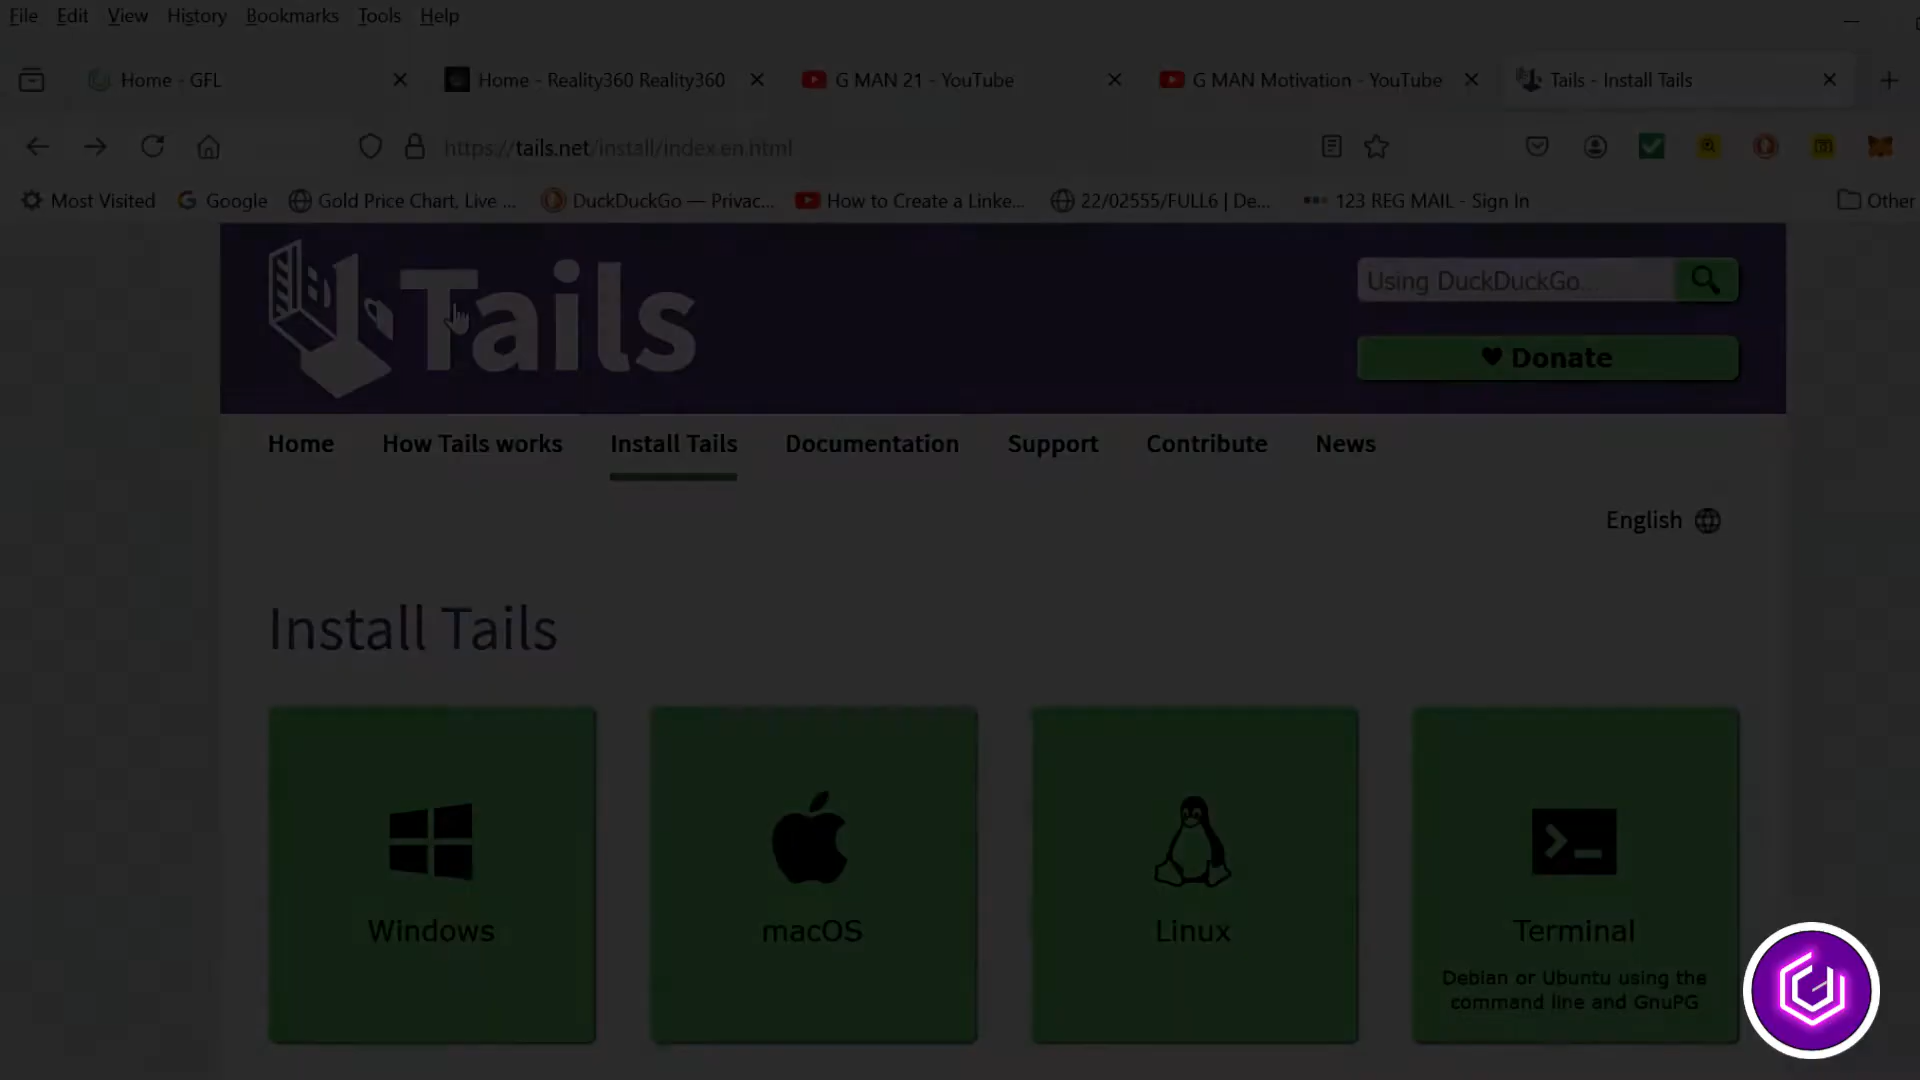 File Edit View History Bookmarks Tools Help
Home - GFL
Home - Reality360 Reality360
G MAN 21 - YouTube
G MAN Motivation - YouTube
Tails - Install Tails
https://tails.net/install/index.en.html
Most Visited
Google
Gold Price Chart, Live ...
DuckDuckGo — Privac...
How to Create a Linke...
22/02555/FULL6 | De...
123 REG MAIL - Sign In
Other
Tails
Using DuckDuckGo...
Donate
Home
How Tails works
Install Tails
Documentation
Support
Contribute
News
English
Install Tails
Windows
macOS
Linux
Terminal
Debian or Ubuntu using the
command line and GnuPG